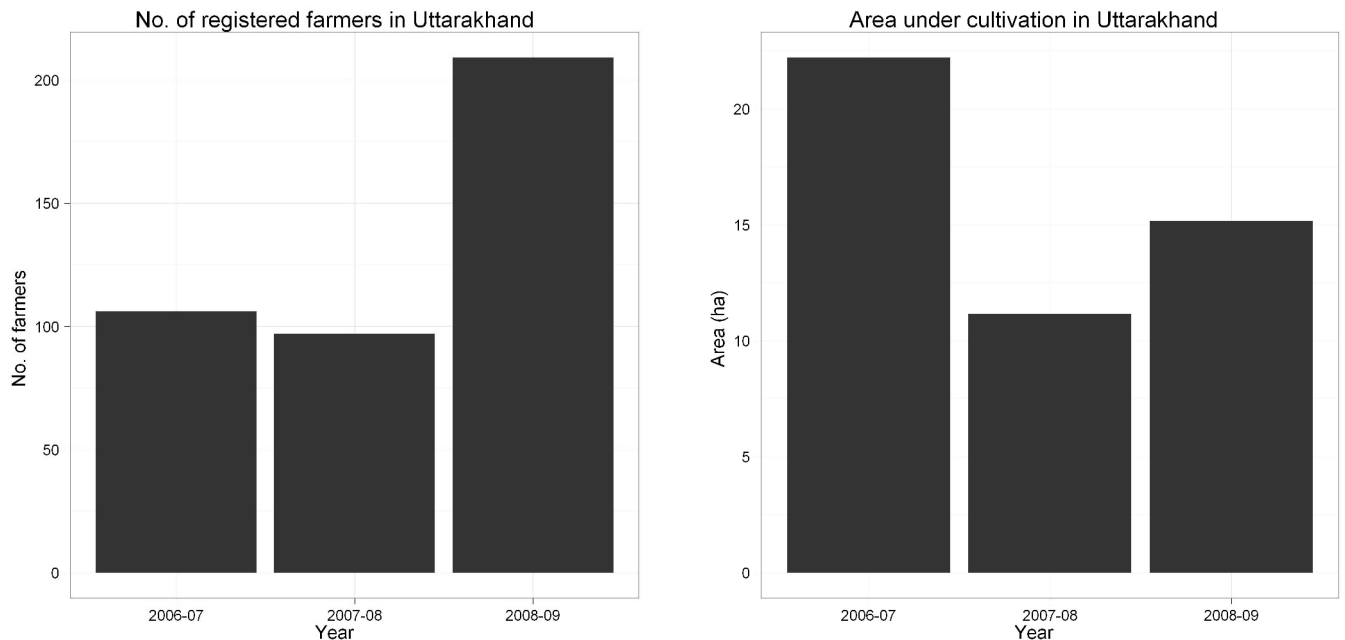 No. of registered farmers in Uttarakhand
No. of farmers
200
150
100
50
0
2006-07 2007-08 2008-09
Year
Area under cultivation in Uttarakhand
Area (ha)
20
15
10
5
0
2006-07 2007-08 2008-09
Year